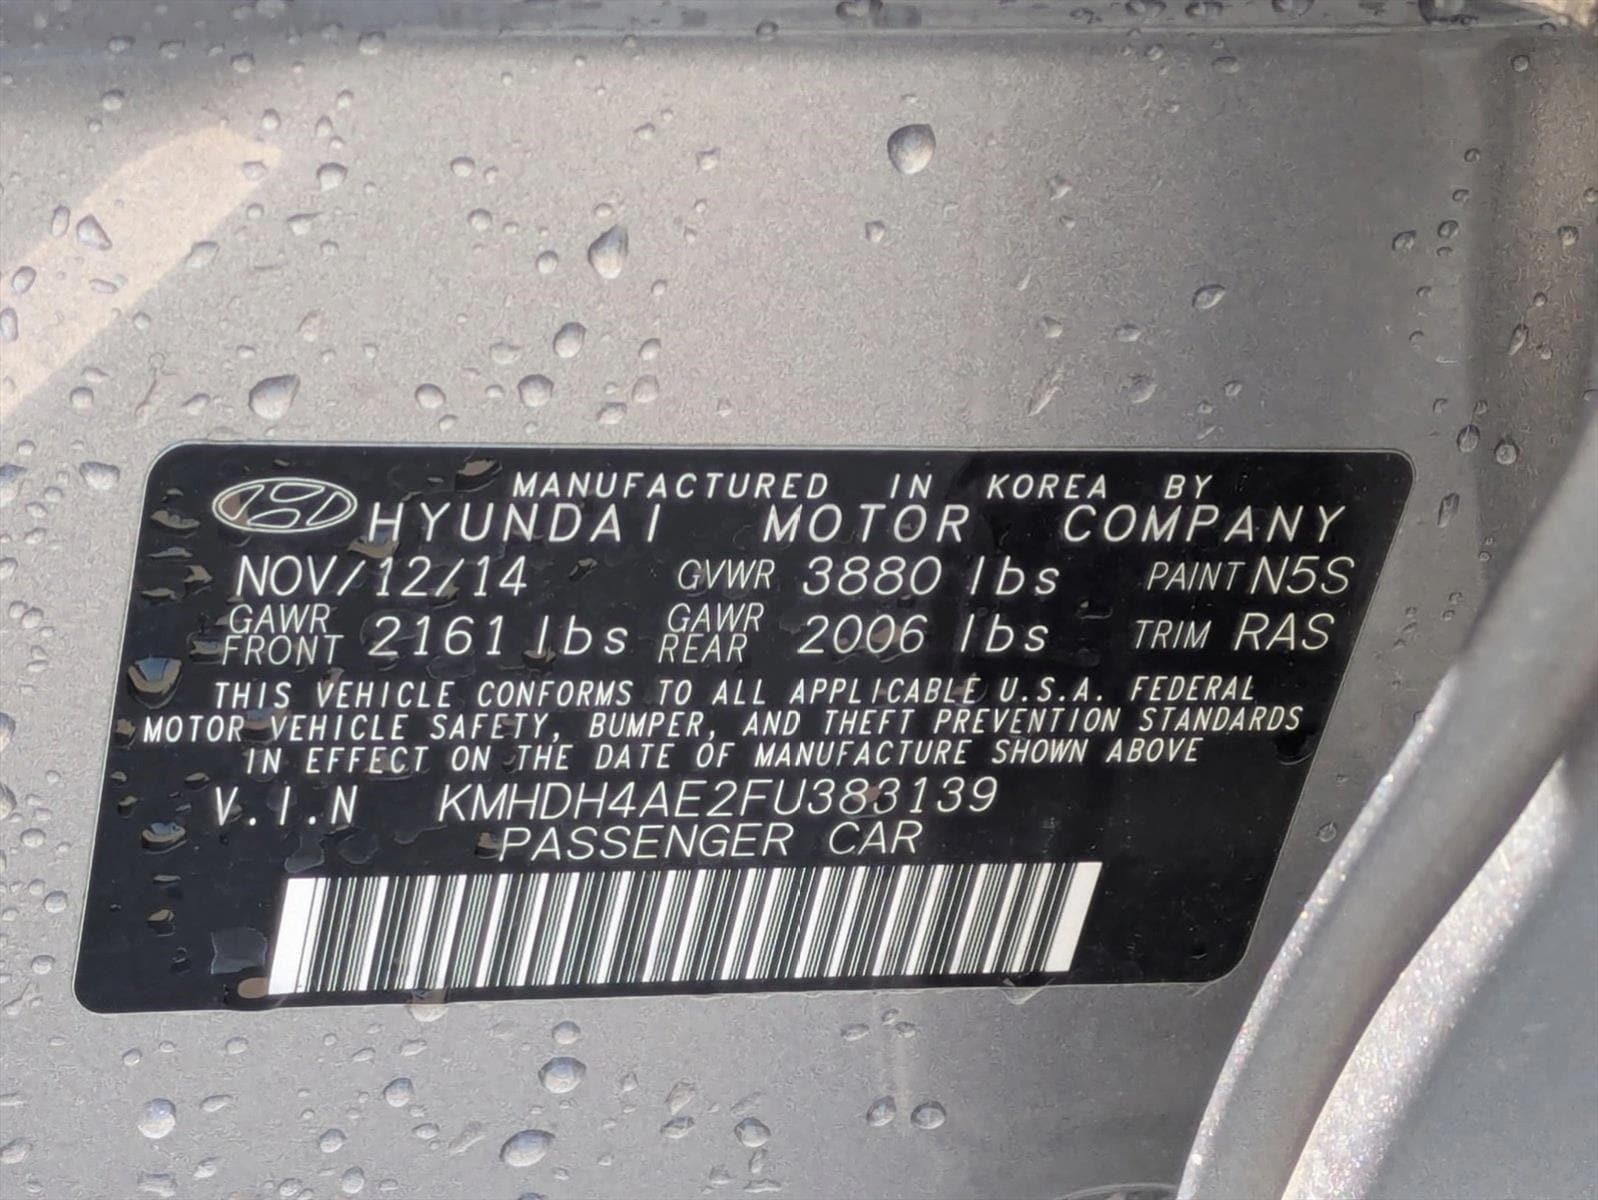 MANUFACTURED IN KOREA BY
HYUNDAI MOTOR COMPANY
NOV/12/14 GVWR 3880 lbs PAINT N5S
GAWR FRONT 2161 lbs GAWR REAR 2006 lbs TRIM RAS
THIS VEHICLE CONFORMS TO ALL APPLICABLE U.S.A. FEDERAL
MOTOR VEHICLE SAFETY, BUMPER, AND THEFT PREVENTION STANDARDS
IN EFFECT ON THE DATE OF MANUFACTURE SHOWN ABOVE
V.I.N KMHDH4AE2FU383139
PASSENGER CAR